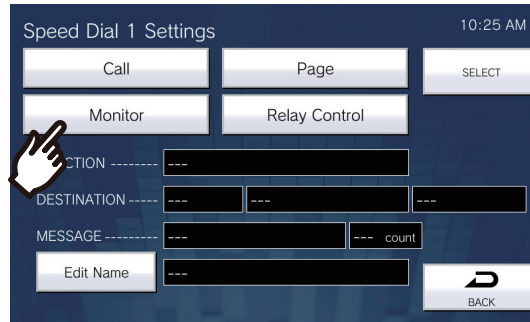 Speed Dial 1 Settings 10:25 AM
Call Page SELECT
Monitor Relay Control
CTION -------- ---
DESTINATION ----- --- --- ---
MESSAGE --------- --- --- count
Edit Name ---
BACK